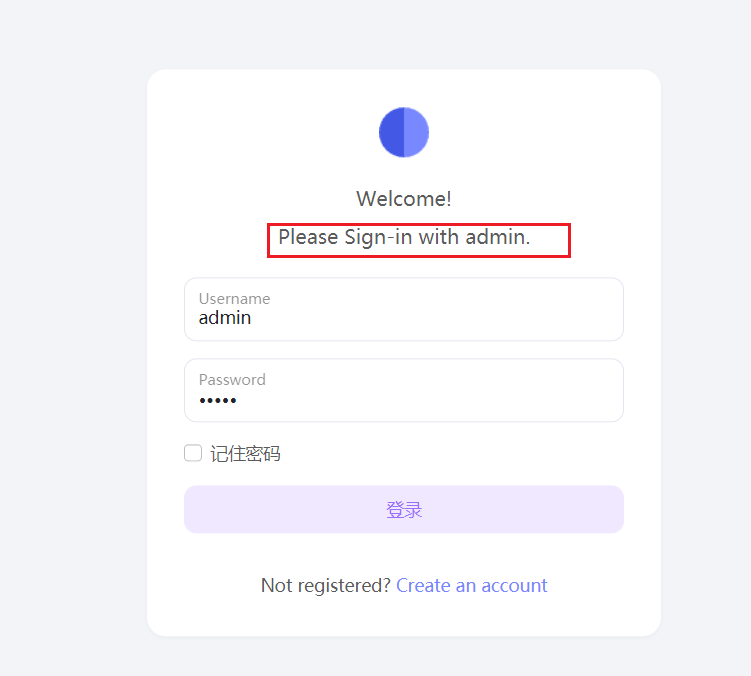 Welcome!
Please Sign-in with admin.
Username
admin
Password
•••••
记住密码
登录
Not registered? Create an account